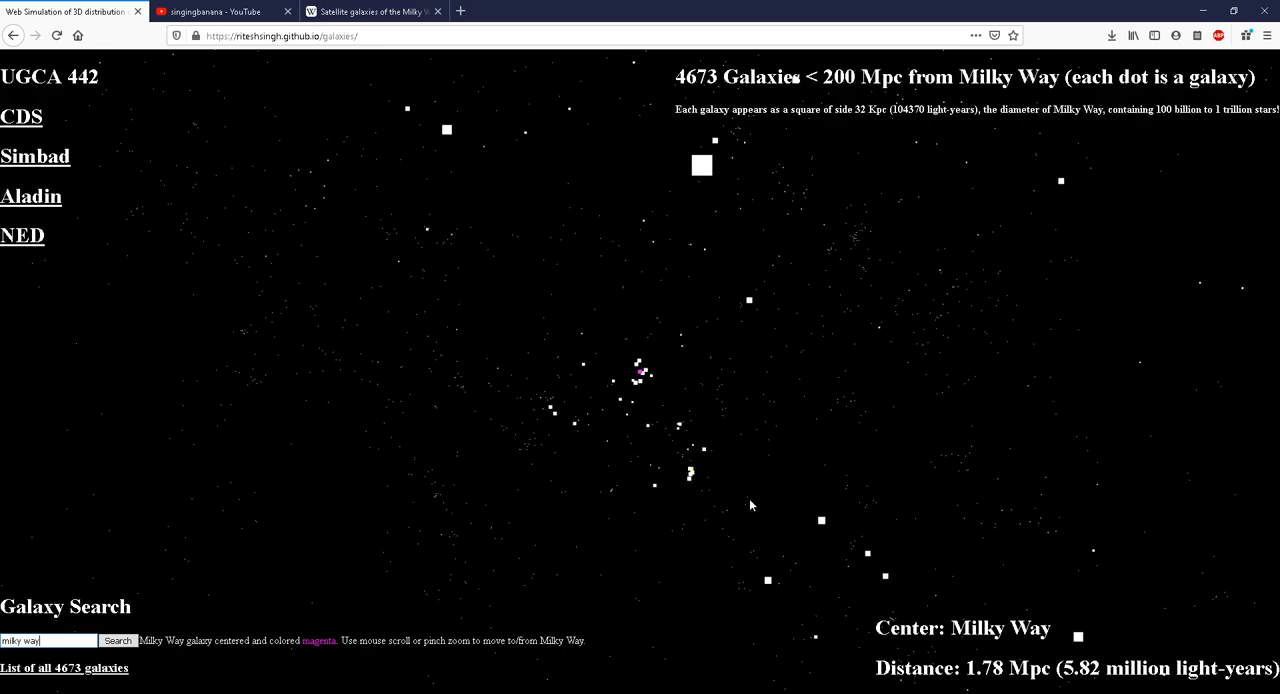 Web Simulation of 3D distribution
singingbanana - YouTube
Satellite galaxies of the Milky W
https://riteshsingh.github.io/galaxies/
ABP
UGCA 442
4673 Galaxies < 200 Mpc from Milky Way (each dot is a galaxy)
Each galaxy appears as a square of side 32 Kpc (104370 light-years), the diameter of Milky Way, containing 100 billion to 1 trillion stars!
CDS
Simbad
Aladin
NED
Galaxy Search
milky way
Search
Milky Way galaxy centered and colored magenta. Use mouse scroll or pinch zoom to move to/from Milky Way.
List of all 4673 galaxies
Center: Milky Way
Distance: 1.78 Mpc (5.82 million light-years)